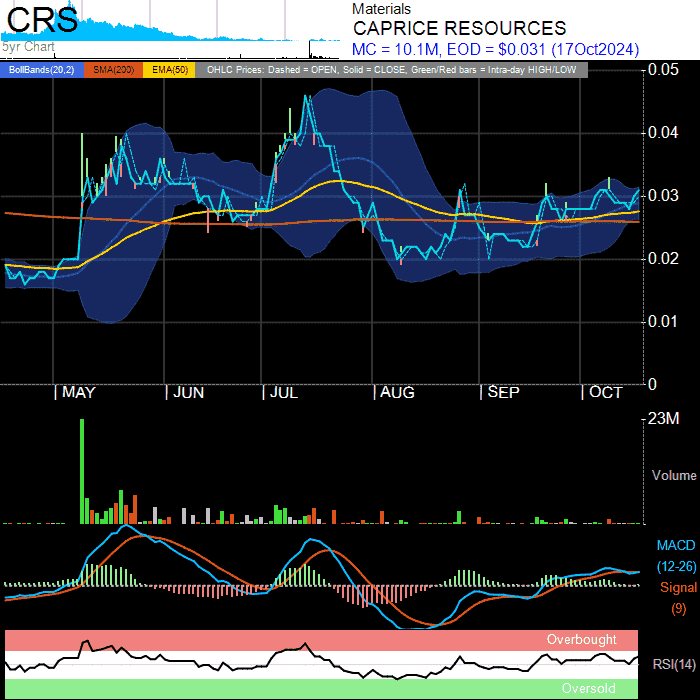 CRS
5yr Chart
Materials
CAPRICE RESOURCES
MC = 10.1M, EOD = $0.031 (17Oct2024)
BollBands(20,2) SMA(200) EMA(50) OHLC Prices: Dashed = OPEN, Solid = CLOSE, Green/Red bars = Intra-day HIGH/LOW
0.05
0.04
0.03
0.02
0.01
0
MAY JUN JUL AUG SEP OCT
23M
Volume
MACD
(12-26)
Signal
(9)
Overbought
RSI(14)
Oversold